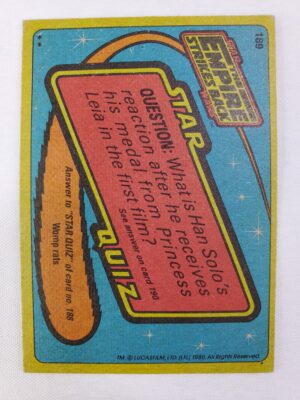 189
THE
EMPIRE
STRIKES BACK
STAR
QUESTION: What is Han Solo's
reaction after he receives
his medal from Princess
Leia in the first film?
See answer on card 190
QUIZ
Answer to "STAR QUIZ" of card no. 188
Womp rats
TM: © LUCASFILM, LTD. (LFL) 1980. All Rights Reserved.